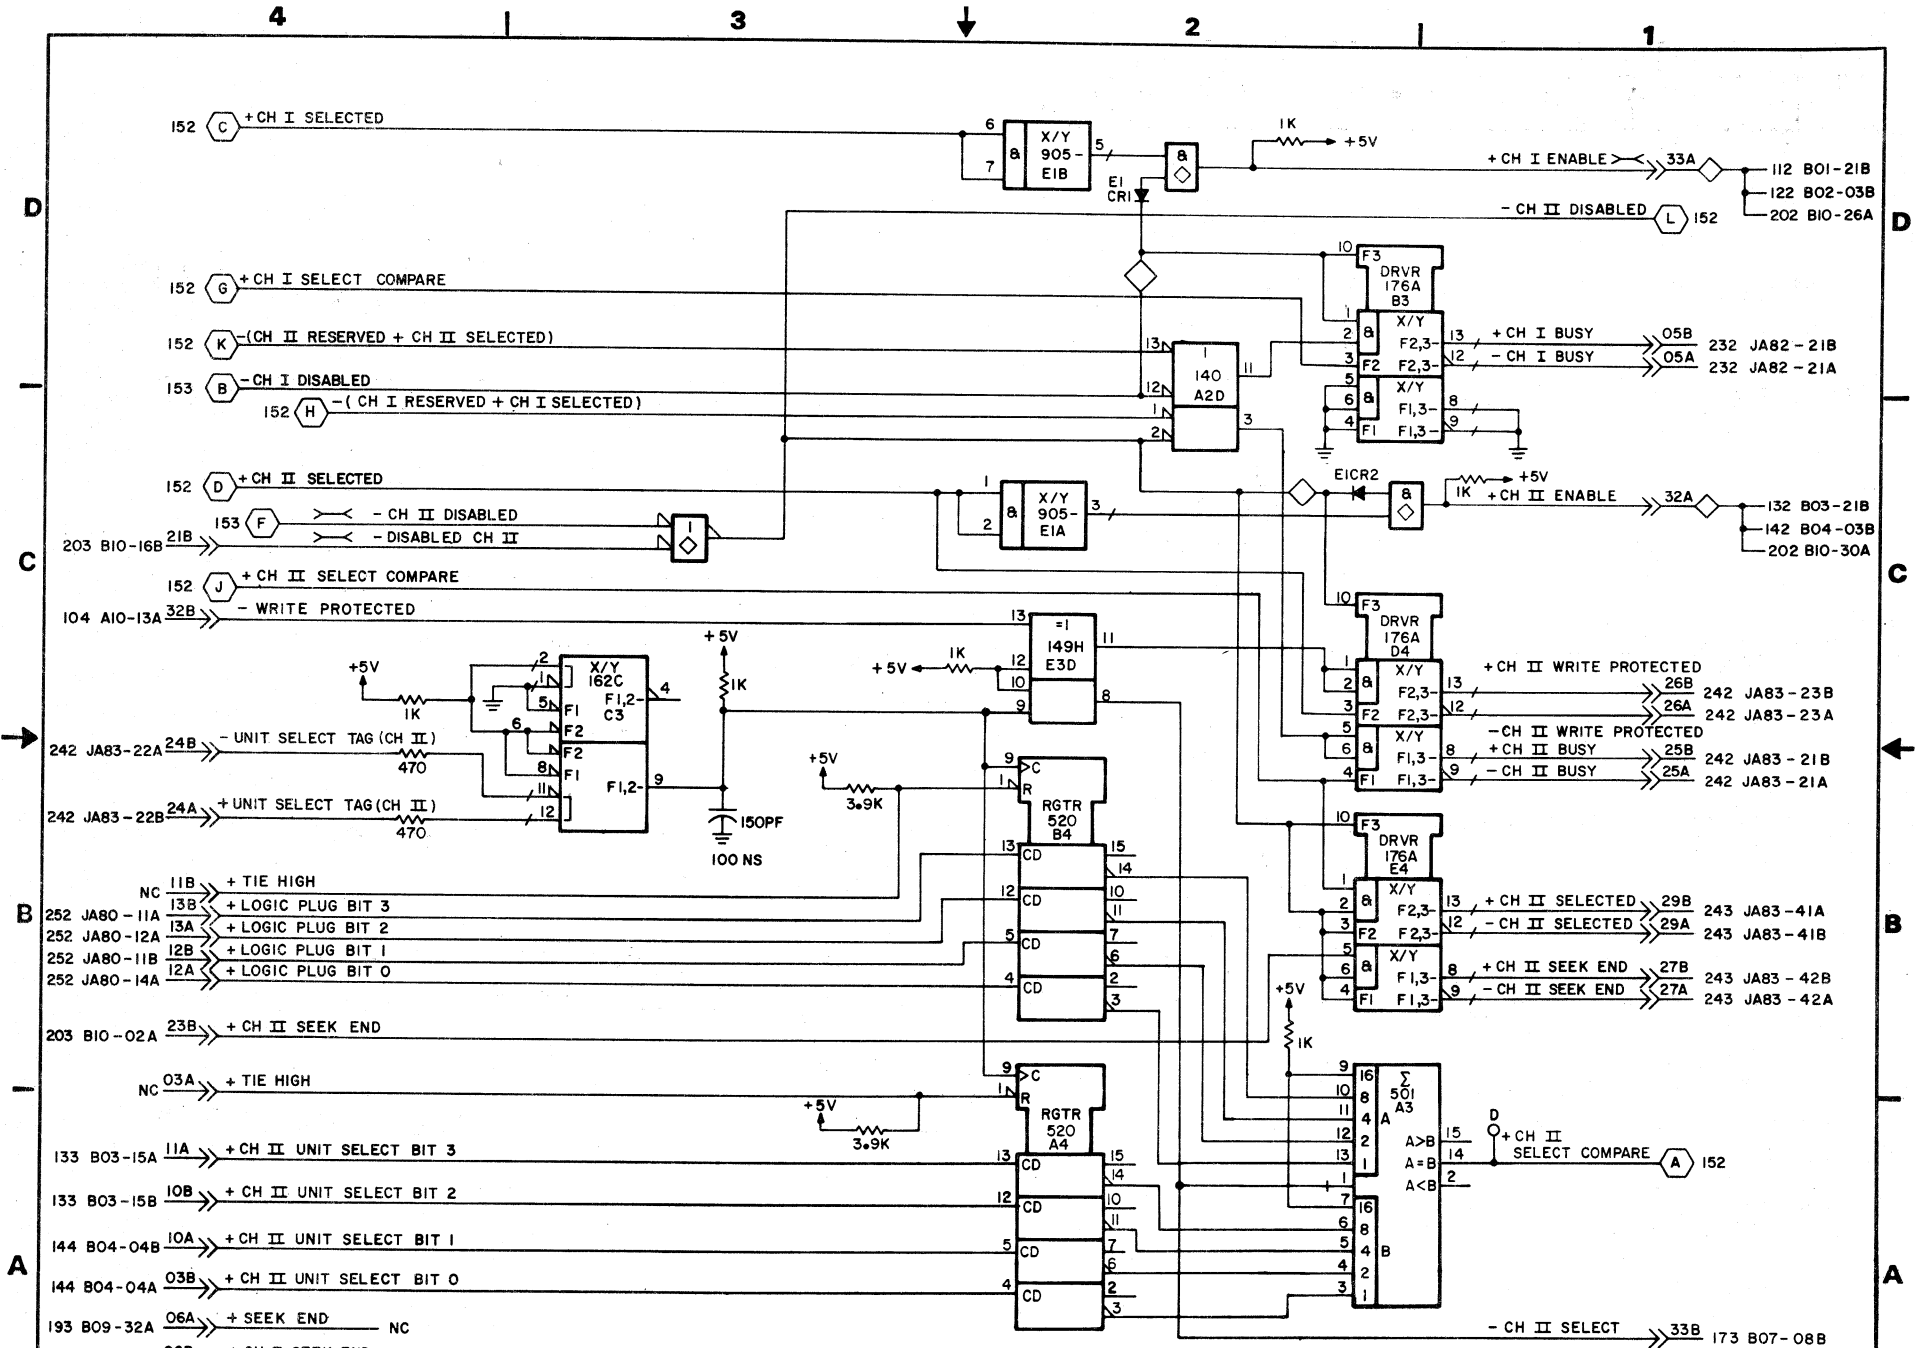 4 3 2 1
152 C +CH I SELECTED
6 7 & X/Y 905- E1B 5
& 1K +5V
E1 CR1
+CH I ENABLE 33A 112 B01-21B
122 B02-03B
202 B10-26A
D D
-CH II DISABLED L 152
152 G +CH I SELECT COMPARE
10 F3 DRVR 176A B3
1 2 & X/Y F2,3- 13 +CH I BUSY 05B 232 JA82-21B
3 F2 F2,3- 12 -CH I BUSY 05A 232 JA82-21A
5 6 & X/Y F1,3- 8
4 F1 F1,3- 9
152 K -(CH II RESERVED + CH II SELECTED)
13 1 140 A2D 11
153 B -CH I DISABLED 12
152 H -(CH I RESERVED + CH I SELECTED) 1 3
2
152 D +CH II SELECTED
1 2 & X/Y 905- E1A 3
E1CR2 & 1K +5V
+CH II ENABLE 32A 132 B03-21B
142 B04-03B
202 B10-30A
153 F -CH II DISABLED
203 B10-16B 21B -DISABLED CH II
1
C C
152 J +CH II SELECT COMPARE
104 A10-13A 32B - WRITE PROTECTED
13 =1 149H E3D 11
+5V 1K 12
10 9 8
10 F3 DRVR 176A D4
+CH II WRITE PROTECTED
1 2 & X/Y F2,3- 13 26B 242 JA83-23B
3 F2 F2,3- 12 26A 242 JA83-23A
-CH II WRITE PROTECTED
5 6 & X/Y F1,3- 8 +CH II BUSY 25B 242 JA83-21B
4 F1 F1,3- 9 -CH II BUSY 25A 242 JA83-21A
+5V 1K
2 1 X/Y 162C F1,2- C3 4
5 F1
6 F2
F2
8 F1
11 12 F1,2- 9
+5V 1K
150PF
100 NS
242 JA83-22A 24B -UNIT SELECT TAG (CH II) 470
242 JA83-22B 24A +UNIT SELECT TAG (CH II) 470
+5V 3.9K
9 C
1 R
RGTR 520 B4
13 CD 15 14
12 CD 10 11
5 CD 7 6
4 CD 2 3
NC 11B + TIE HIGH
252 JA80-11A 13B + LOGIC PLUG BIT 3
252 JA80-12A 13A + LOGIC PLUG BIT 2
252 JA80-11B 12B + LOGIC PLUG BIT 1
252 JA80-14A 12A + LOGIC PLUG BIT 0
B B
10 F3 DRVR 176A E4
1 2 & X/Y F2,3- 13 +CH II SELECTED 29B 243 JA83-41A
3 F2 F2,3- 12 -CH II SELECTED 29A 243 JA83-41B
5 6 & X/Y F1,3- 8 +CH II SEEK END 27B 243 JA83-42B
4 F1 F1,3- 9 -CH II SEEK END 27A 243 JA83-42A
203 B10-02A 23B + CH II SEEK END
+5V 1K
NC 03A + TIE HIGH
+5V 3.9K
9 C
1 R
RGTR 520 A4
13 CD 15 14
12 CD 10 11
5 CD 7 6
4 CD 2 3
133 B03-15A 11A +CH II UNIT SELECT BIT 3
133 B03-15B 10B + CH II UNIT SELECT BIT 2
144 B04-04B 10A +CH II UNIT SELECT BIT 1
144 B04-04A 03B + CH II UNIT SELECT BIT 0
193 B09-32A 06A + SEEK END NC
9 16 Σ 501 A3
10 8
11 4 A
12 2 A>B 15
13 1 A=B 14
1 A<B 2
7 16
6 8
5 4 B
4 2
3 1
D +CH II SELECT COMPARE A 152
A A
-CH II SELECT 33B 173 B07-08B